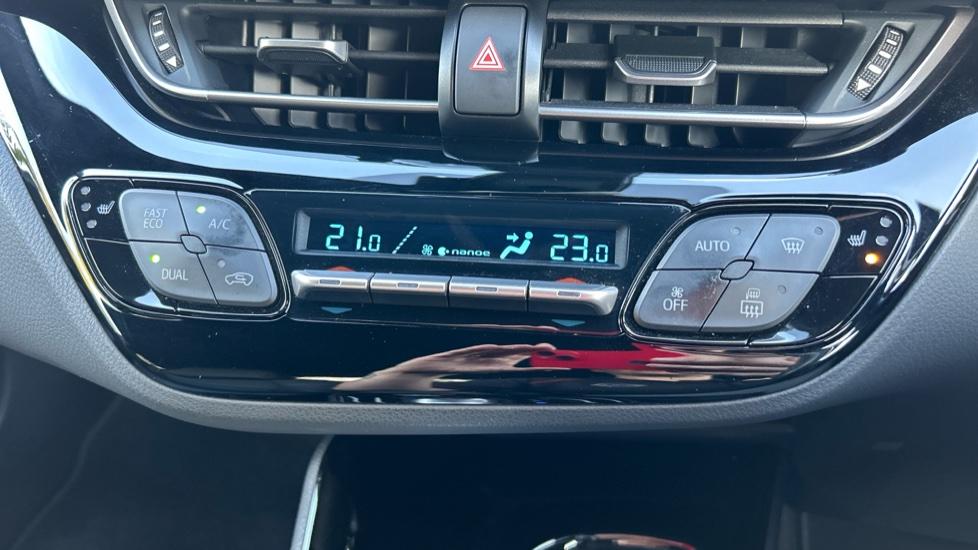 FAST
ECO
A/C
DUAL
21.0
nanoe
23.0
AUTO
OFF